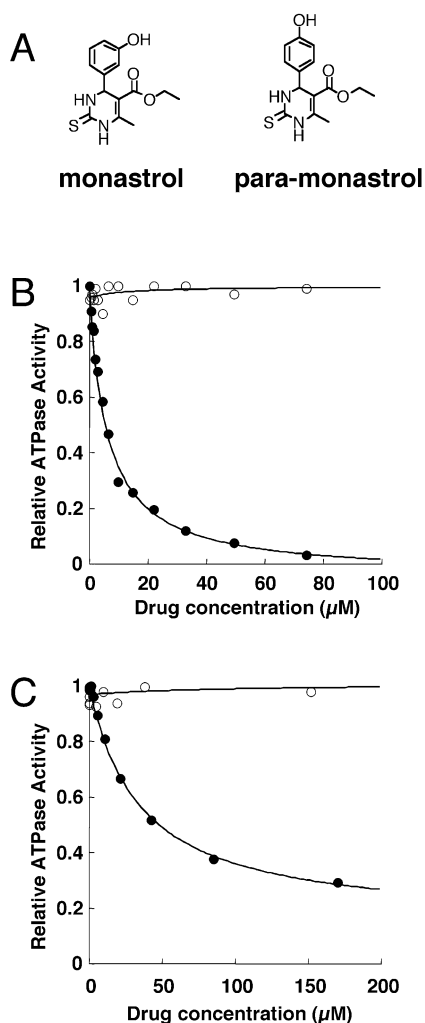 A
OH
OH
O
O
HN
O
HN
O
S
N
H
S
N
H
monastrol
para-monastrol
B
1
0.8
0.6
0.4
0.2
0
Relative ATPase Activity
0 20 40 60 80 100
Drug concentration (µM)
C
1
0.8
0.6
0.4
0.2
0
Relative ATPase Activity
0 50 100 150 200
Drug concentration (µM)